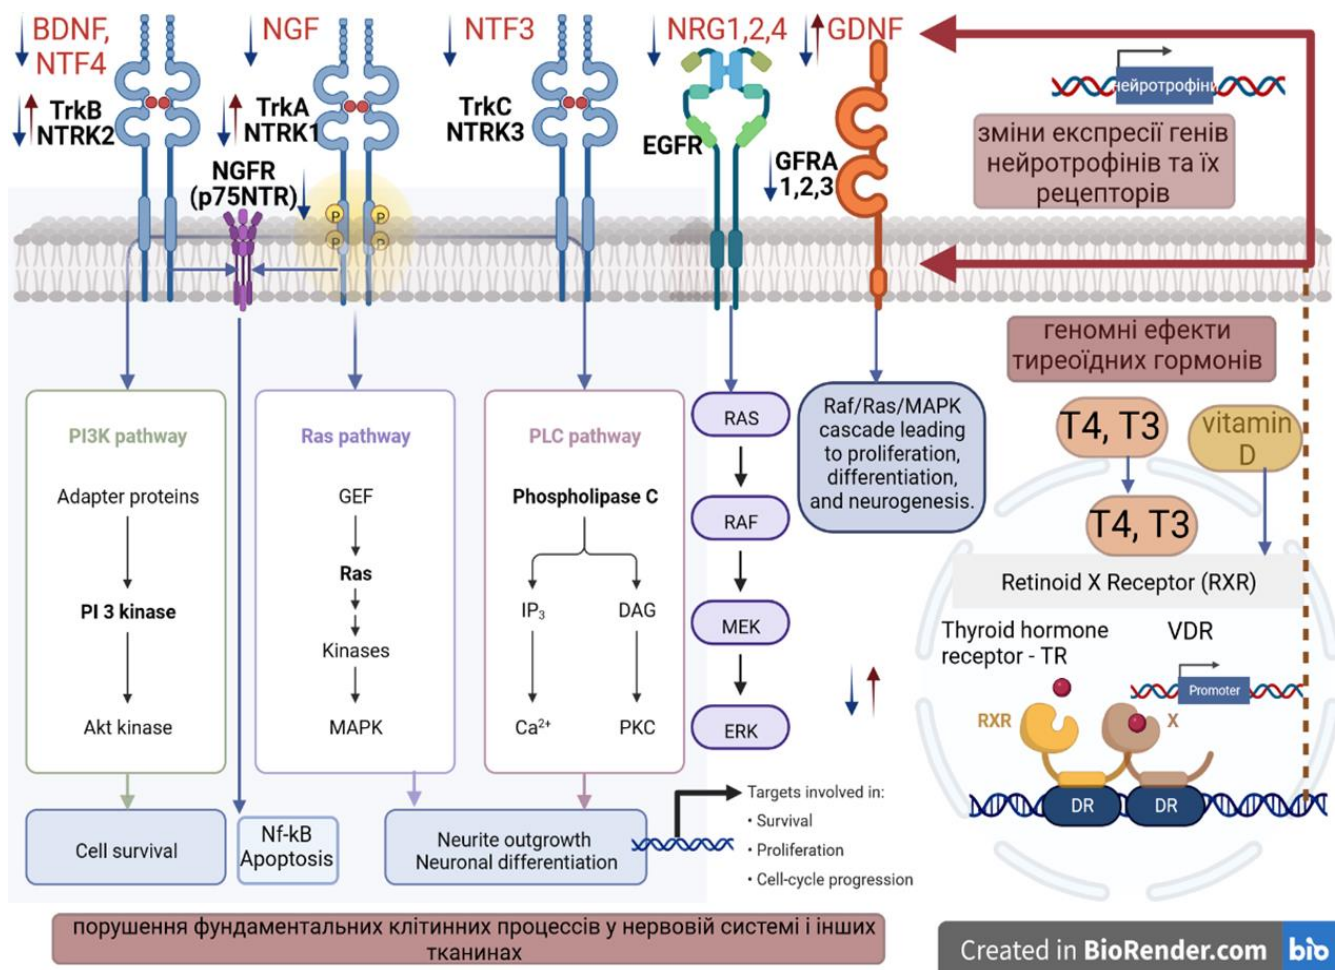 BDNF,
NTF4
NGF
NTF3
NRG1,2,4
GDNF
TrkB
NTRK2
TrkA
NTRK1
TrkC
NTRK3
EGFR
GFRA
1,2,3
NGFR
(p75NTR)
P
P
P
P
нейротрофіни
зміни експресії генів
нейротрофінів та їх
рецепторів
геномні ефекти
тиреоїдних гормонів
PI3K pathway
Adapter proteins
PI 3 kinase
Akt kinase
Ras pathway
GEF
Ras
Kinases
MAPK
PLC pathway
Phospholipase C
IP₃
DAG
Ca²⁺
PKC
RAS
RAF
MEK
ERK
Raf/Ras/MAPK
cascade leading
to proliferation,
differentiation,
and neurogenesis.
T4, T3
vitamin
D
T4, T3
Retinoid X Receptor (RXR)
Thyroid hormone
receptor - TR
VDR
Promoter
RXR
X
DR
DR
Cell survival
Nf-kB
Apoptosis
Neurite outgrowth
Neuronal differentiation
Targets involved in:
• Survival
• Proliferation
• Cell-cycle progression
порушення фундаментальних клітинних процессів у нервовій системі і інших
тканинах
Created in BioRender.com bio